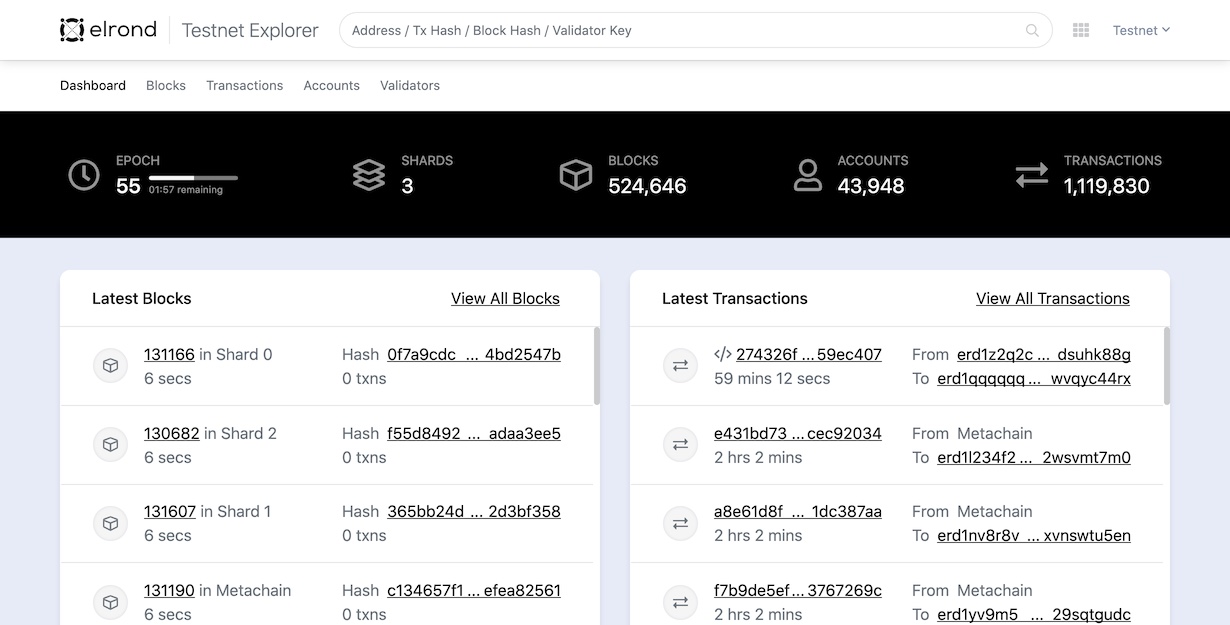 elrond Testnet Explorer Address / Tx Hash / Block Hash / Validator Key Testnet
Dashboard Blocks Transactions Accounts Validators
EPOCH
55 01:57 remaining
SHARDS
3
BLOCKS
524,646
ACCOUNTS
43,948
TRANSACTIONS
1,119,830
Latest Blocks View All Blocks
131166 in Shard 0 Hash 0f7a9cdc ... 4bd2547b
6 secs 0 txns
130682 in Shard 2 Hash f55d8492 ... adaa3ee5
6 secs 0 txns
131607 in Shard 1 Hash 365bb24d ... 2d3bf358
6 secs 0 txns
131190 in Metachain Hash c134657f1 ... efea82561
6 secs 0 txns
Latest Transactions View All Transactions
</> 274326f ... 59ec407 From erd1z2q2c ... dsuhk88g
59 mins 12 secs To erd1qqqqqq ... wvqyc44rx
e431bd73 ... cec92034 From Metachain
2 hrs 2 mins To erd1l234f2 ... 2wsvmt7m0
a8e61d8f ... 1dc387aa From Metachain
2 hrs 2 mins To erd1nv8r8v ... xvnswtu5en
f7b9de5ef ... 3767269c From Metachain
2 hrs 2 mins To erd1yv9m5 ... 29sqtgudc